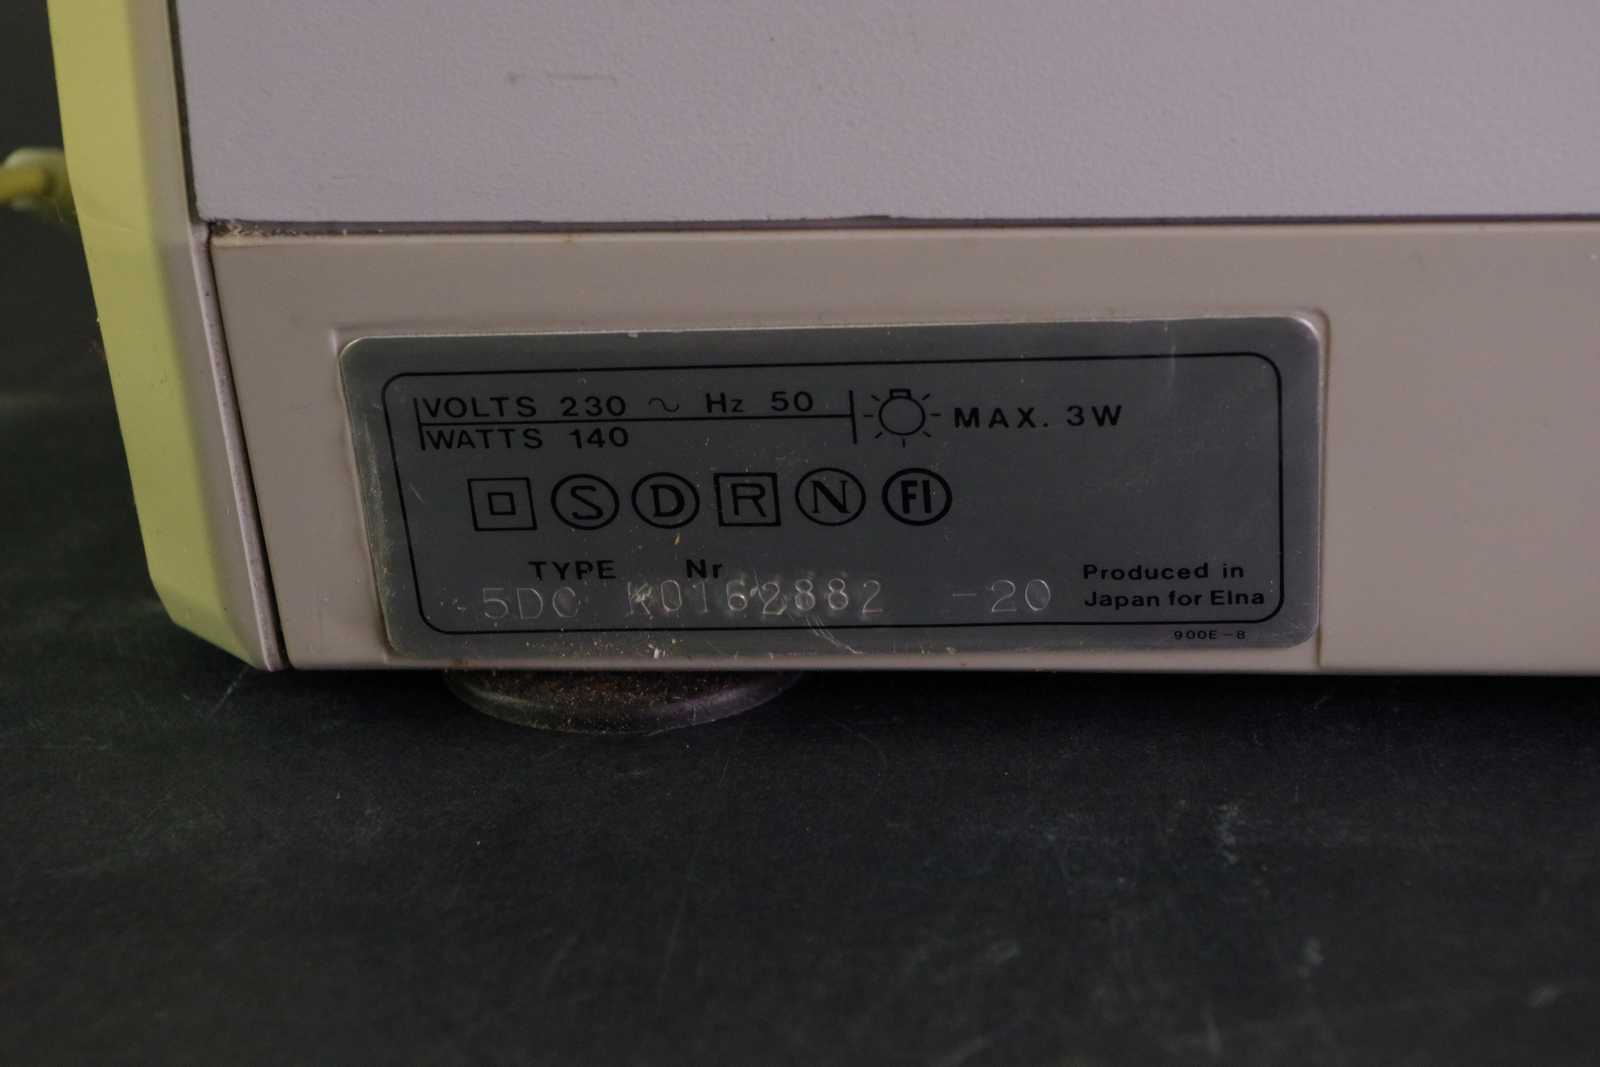 VOLTS 230 ~ Hz 50
WATTS 140
MAX. 3W
S D R N FI
TYPE Nr
5DC K0162882 -20
Produced in
Japan for Elna
900E-8